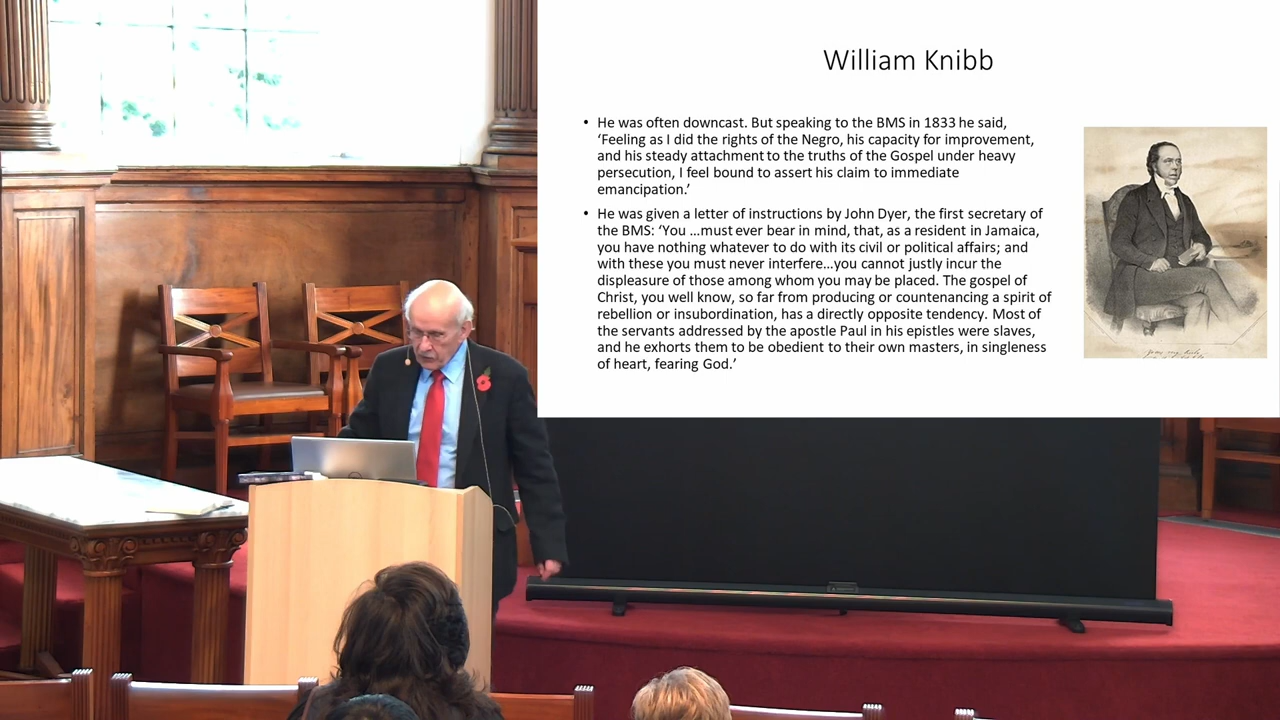 William Knibb
• He was often downcast. But speaking to the BMS in 1833 he said,
‘Feeling as I did the rights of the Negro, his capacity for improvement,
and his steady attachment to the truths of the Gospel under heavy
persecution, I feel bound to assert his claim to immediate
emancipation.’
• He was given a letter of instructions by John Dyer, the first secretary of
the BMS: ‘You ...must ever bear in mind, that, as a resident in Jamaica,
you have nothing whatever to do with its civil or political affairs; and
with these you must never interfere...you cannot justly incur the
displeasure of those among whom you may be placed. The gospel of
Christ, you well know, so far from producing or countenancing a spirit of
rebellion or insubordination, has a directly opposite tendency. Most of
the servants addressed by the apostle Paul in his epistles were slaves,
and he exhorts them to be obedient to their own masters, in singleness
of heart, fearing God.’